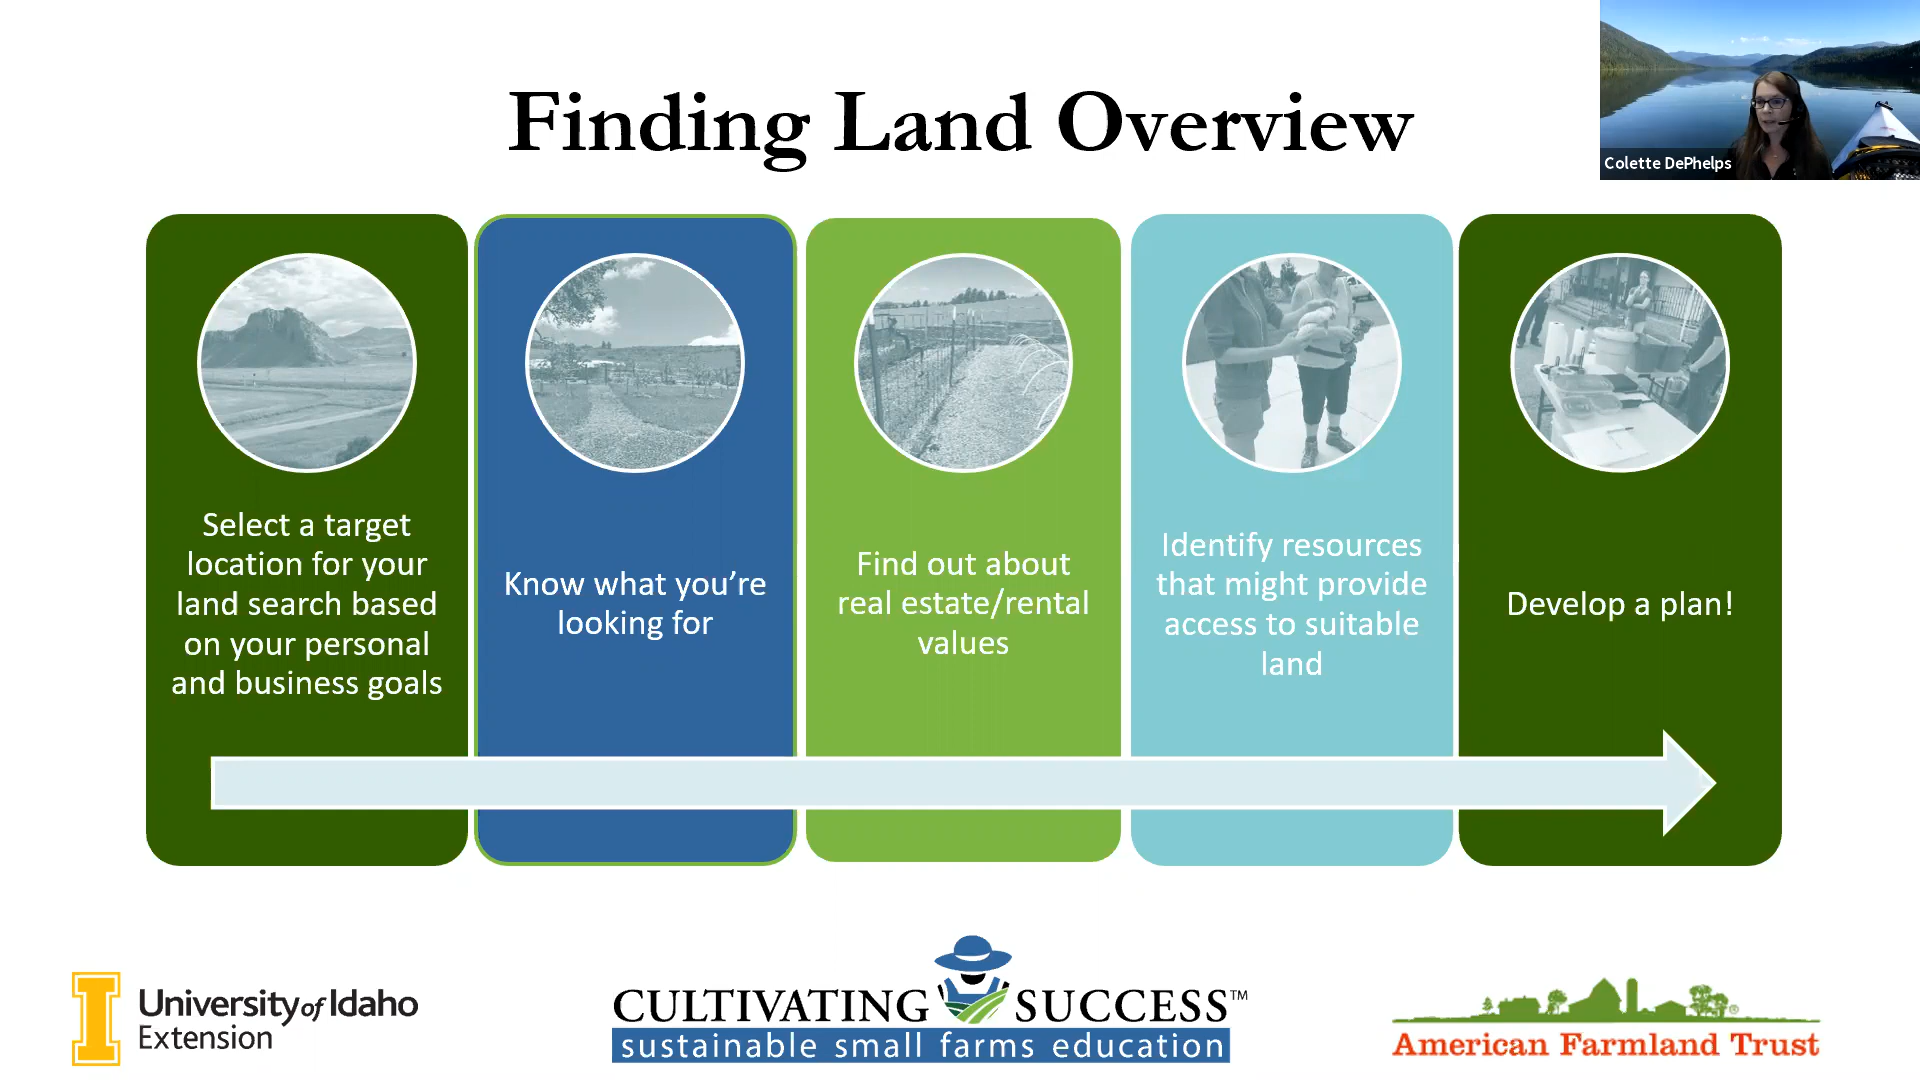 Finding Land Overview
Colette DePhelps
Select a target
location for your
land search based
on your personal
and business goals
Know what you’re
looking for
Find out about
real estate/rental
values
Identify resources
that might provide
access to suitable
land
Develop a plan!
I
University of Idaho
Extension
CULTIVATING SUCCESS™
sustainable small farms education
American Farmland Trust®